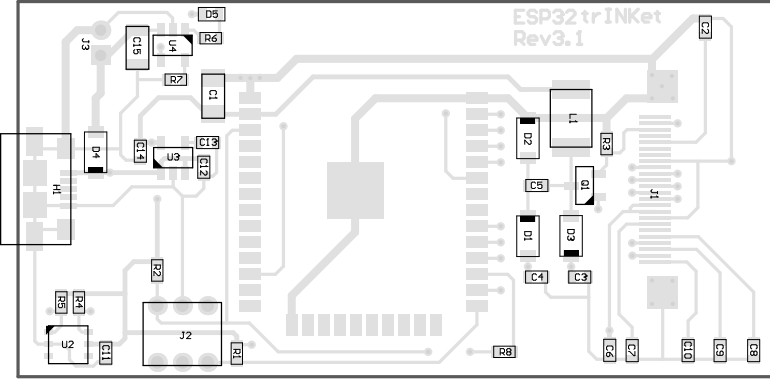 ESP32trINKet
Rev3.1
D5
R6
U4
C15
J3
R7
C1
C2
L1
D2
R3
D4
C14
U3
C13
C12
H1
C5
Q1
J1
D1
D3
R2
C4
C3
R5
R4
J2
U2
C11
R1
R8
C6
C7
C10
C9
C8